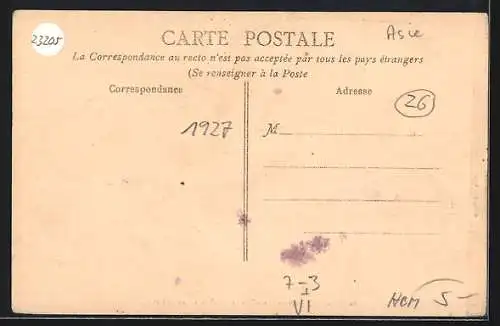 23205
CARTE POSTALE
Asie
La Correspondance au recto n'est pas acceptée par tous les pays étrangers
(Se renseigner à la Poste
Correspondance
Adresse
26
1927
M
7-3
VI
HCM 5-